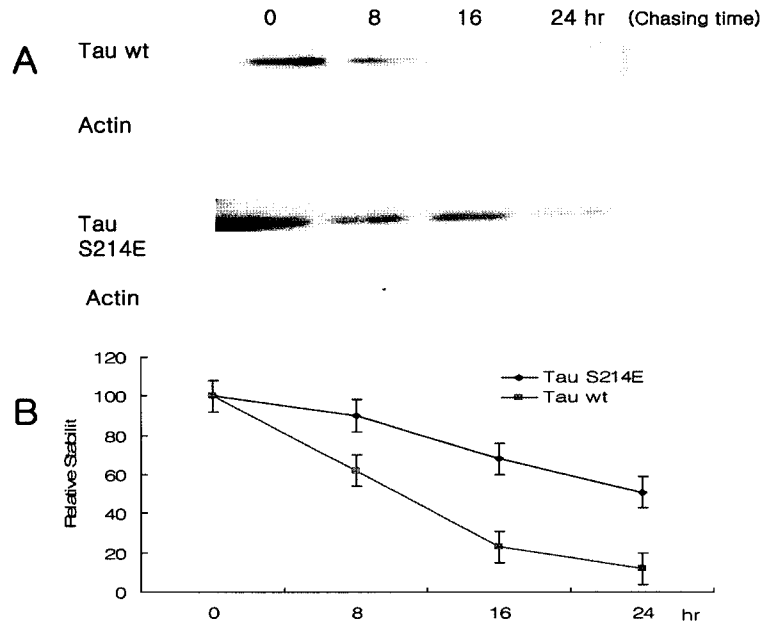 0 8 16 24 hr (Chasing time)
A
Tau wt
Actin
Tau
S214E
Actin
B
120
100
80
60
40
20
0
Relative Stabilit
Tau S214E
Tau wt
0 8 16 24 hr